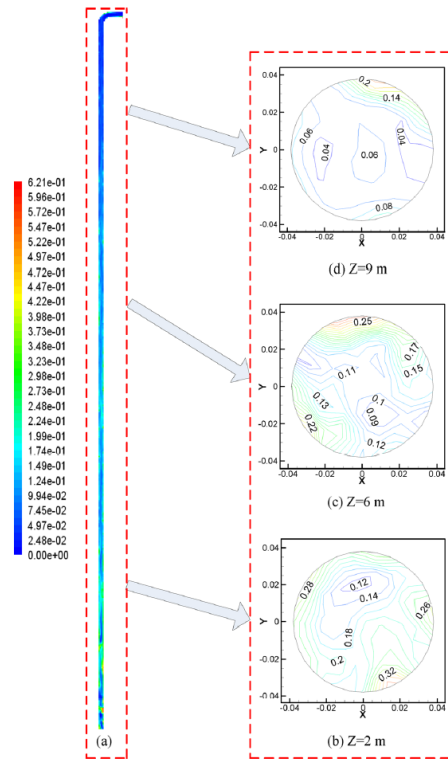 6.21e-01
5.96e-01
5.72e-01
5.47e-01
5.22e-01
4.97e-01
4.72e-01
4.47e-01
4.22e-01
3.98e-01
3.73e-01
3.48e-01
3.23e-01
2.98e-01
2.73e-01
2.48e-01
2.24e-01
1.99e-01
1.74e-01
1.49e-01
1.24e-01
9.94e-02
7.45e-02
4.97e-02
2.48e-02
0.00e+00
(a)
0.04
0.02
0
-0.02
-0.04
Y
0.2
0.14
0.06
0.04
0.04
0.06
0.08
-0.04
-0.02
0
0.02
0.04
X
(d) Z=9 m
0.04
0.02
0
-0.02
-0.04
Y
0.25
0.17
0.11
0.15
0.13
0.1
0.09
0.22
0.12
-0.04
-0.02
0
0.02
0.04
X
(c) Z=6 m
0.04
0.02
0
-0.02
-0.04
Y
0.28
0.12
0.14
0.26
0.18
0.2
0.32
-0.04
-0.02
0
0.02
0.04
X
(b) Z=2 m